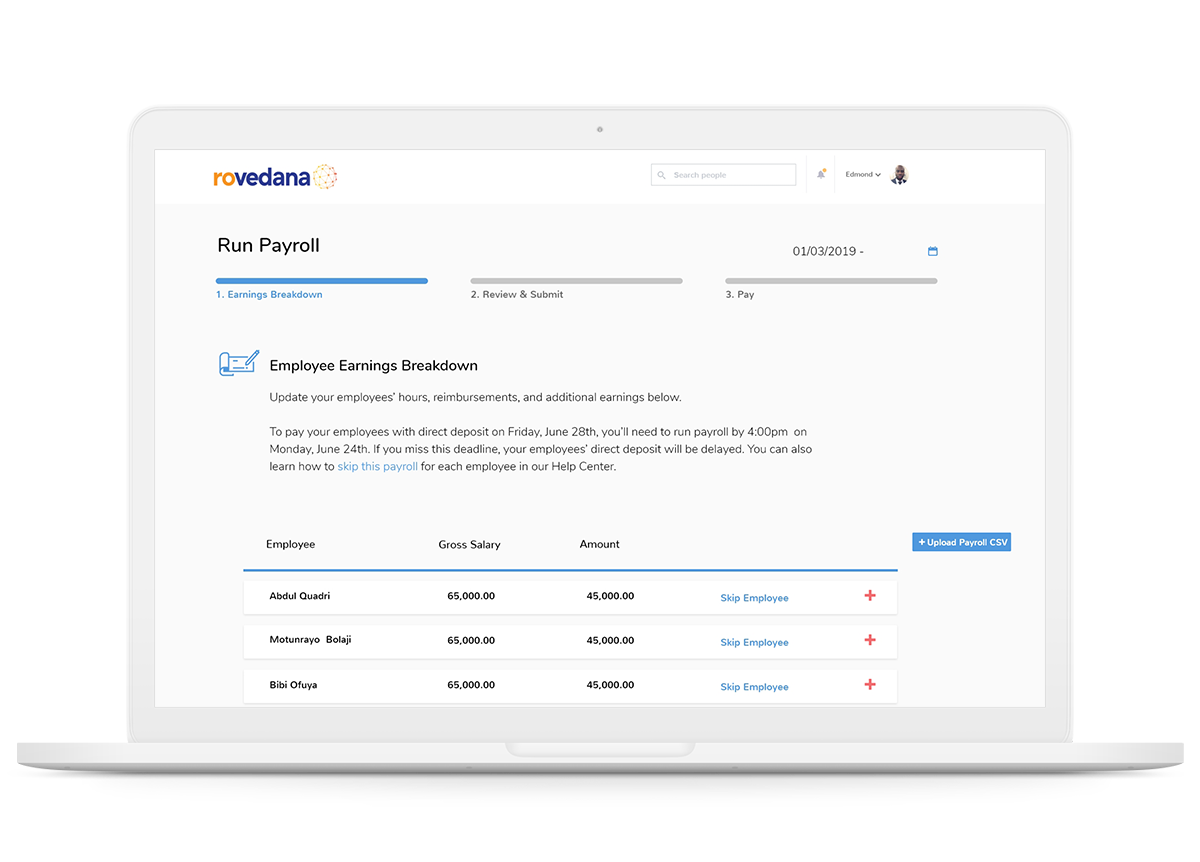 rovedana
Search people
Edmond
Run Payroll
01/03/2019 -
1. Earnings Breakdown
2. Review & Submit
3. Pay
Employee Earnings Breakdown
Update your employees' hours, reimbursements, and additional earnings below.
To pay your employees with direct deposit on Friday, June 28th, you'll need to run payroll by 4:00pm on
Monday, June 24th. If you miss this deadline, your employees' direct deposit will be delayed. You can also
learn how to skip this payroll for each employee in our Help Center.
Employee Gross Salary Amount
+ Upload Payroll CSV
Abdul Quadri 65,000.00 45,000.00 Skip Employee +
Motunrayo Bolaji 65,000.00 45,000.00 Skip Employee +
Bibi Ofuya 65,000.00 45,000.00 Skip Employee +